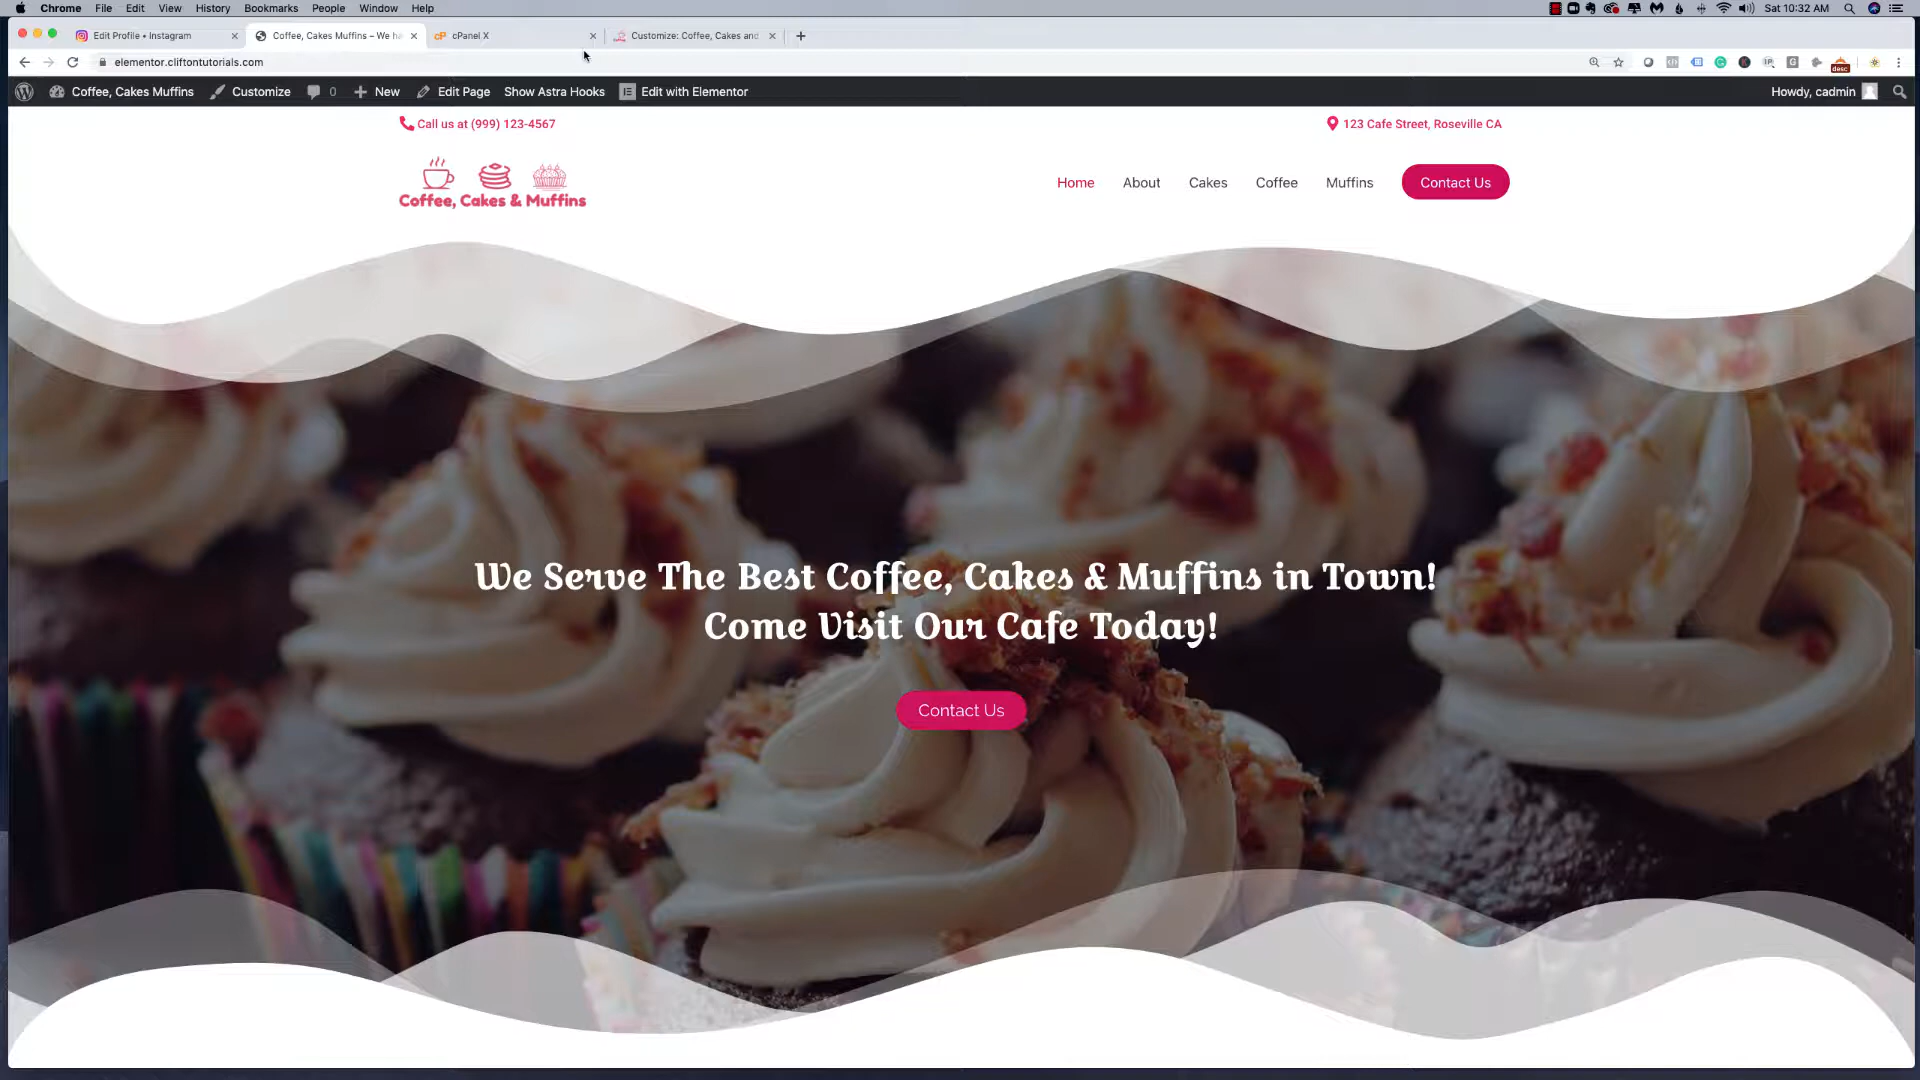 Chrome File Edit View History Bookmarks People Window Help Sat 10:32 AM
Edit Profile • Instagram
Coffee, Cakes Muffins – We ha
cP cPanel X
Customize: Coffee, Cakes and
elementor.cliftontutorials.com
Coffee, Cakes Muffins Customize 0 New Edit Page Show Astra Hooks Edit with Elementor Howdy, cadmin
Call us at (999) 123-4567
123 Cafe Street, Roseville CA
Coffee, Cakes & Muffins
Home About Cakes Coffee Muffins Contact Us
We Serve The Best Coffee, Cakes & Muffins in Town!
Come Visit Our Cafe Today!
Contact Us